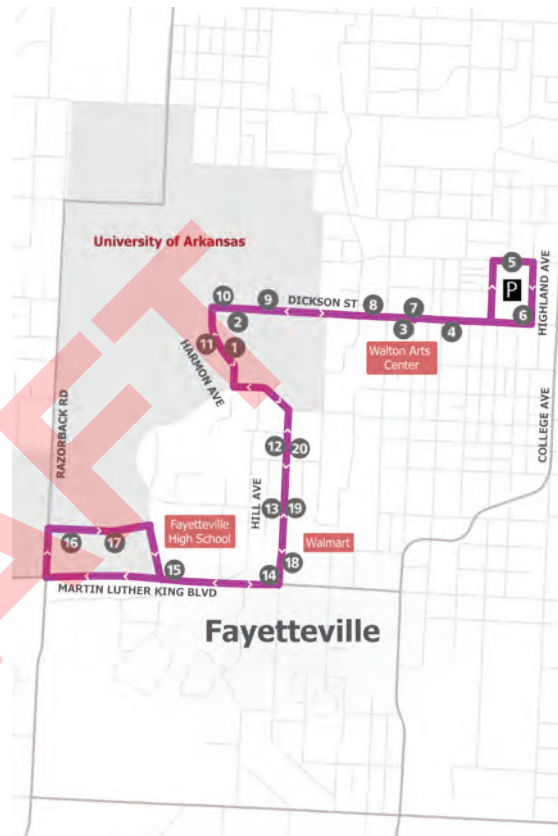 University of Arkansas
5
P
HIGHLAND AVE
10
9
DICKSON ST
8
7
6
2
3
4
11
1
Walton Arts
Center
HARMON AVE
RAZORBACK RD
COLLEGE AVE
12
20
HILL AVE
13
19
Fayetteville
High School
16
17
Walmart
18
15
14
MARTIN LUTHER KING BLVD
Fayetteville
AFT